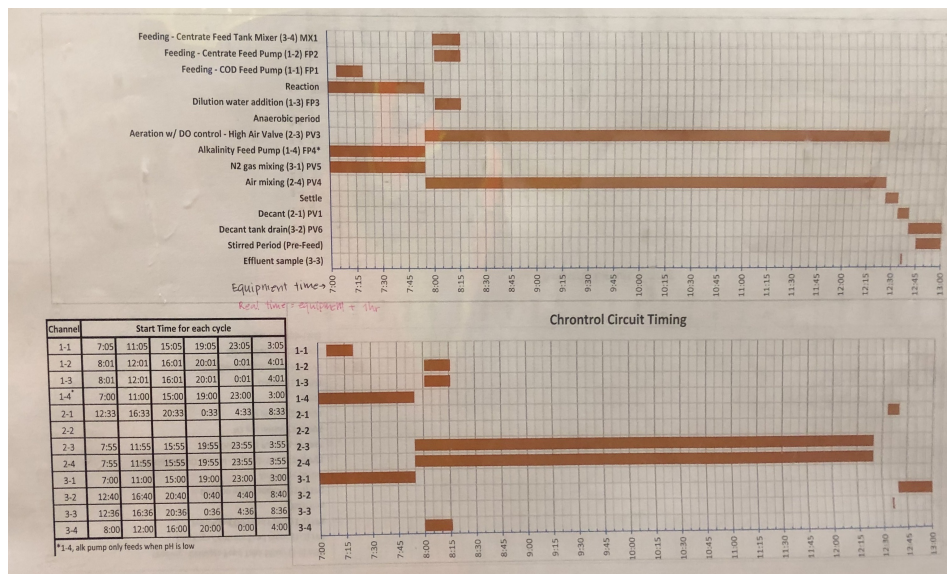 Feeding - Centrate Feed Tank Mixer (3-4) MX1
Feeding - Centrate Feed Pump (1-2) FP2
Feeding - COD Feed Pump (1-1) FP1
Reaction
Dilution water addition (1-3) FP3
Anaerobic period
Aeration w/ DO control - High Air Valve (2-3) PV3
Alkalinity Feed Pump (1-4) FP4*
N2 gas mixing (3-1) PV5
Air mixing (2-4) PV4
Settle
Decant (2-1) PV1
Decant tank drain(3-2) PV6
Stirred Period (Pre-Feed)
Effluent sample (3-3)
7:00 7:15 7:30 7:45 8:00 8:15 8:30 8:45 9:00 9:15 9:30 9:45 10:00 10:15 10:30 10:45 11:00 11:15 11:30 11:45 12:00 12:15 12:30 12:45 13:00
Equipment time→
Real time = equipment + 1hr
Channel Start Time for each cycle
1-1 7:05 11:05 15:05 19:05 23:05 3:05
1-2 8:01 12:01 16:01 20:01 0:01 4:01
1-3 8:01 12:01 16:01 20:01 0:01 4:01
1-4* 7:00 11:00 15:00 19:00 23:00 3:00
2-1 12:33 16:33 20:33 0:33 4:33 8:33
2-2
2-3 7:55 11:55 15:55 19:55 23:55 3:55
2-4 7:55 11:55 15:55 19:55 23:55 3:55
3-1 7:00 11:00 15:00 19:00 23:00 3:00
3-2 12:40 16:40 20:40 0:40 4:40 8:40
3-3 12:36 16:36 20:36 0:36 4:36 8:36
3-4 8:00 12:00 16:00 20:00 0:00 4:00
*1-4, alk pump only feeds when pH is low
Chrontrol Circuit Timing
1-1
1-2
1-3
1-4
2-1
2-2
2-3
2-4
3-1
3-2
3-3
3-4
7:00 7:15 7:30 7:45 8:00 8:15 8:30 8:45 9:00 9:15 9:30 9:45 10:00 10:15 10:30 10:45 11:00 11:15 11:30 11:45 12:00 12:15 12:30 12:45 13:00